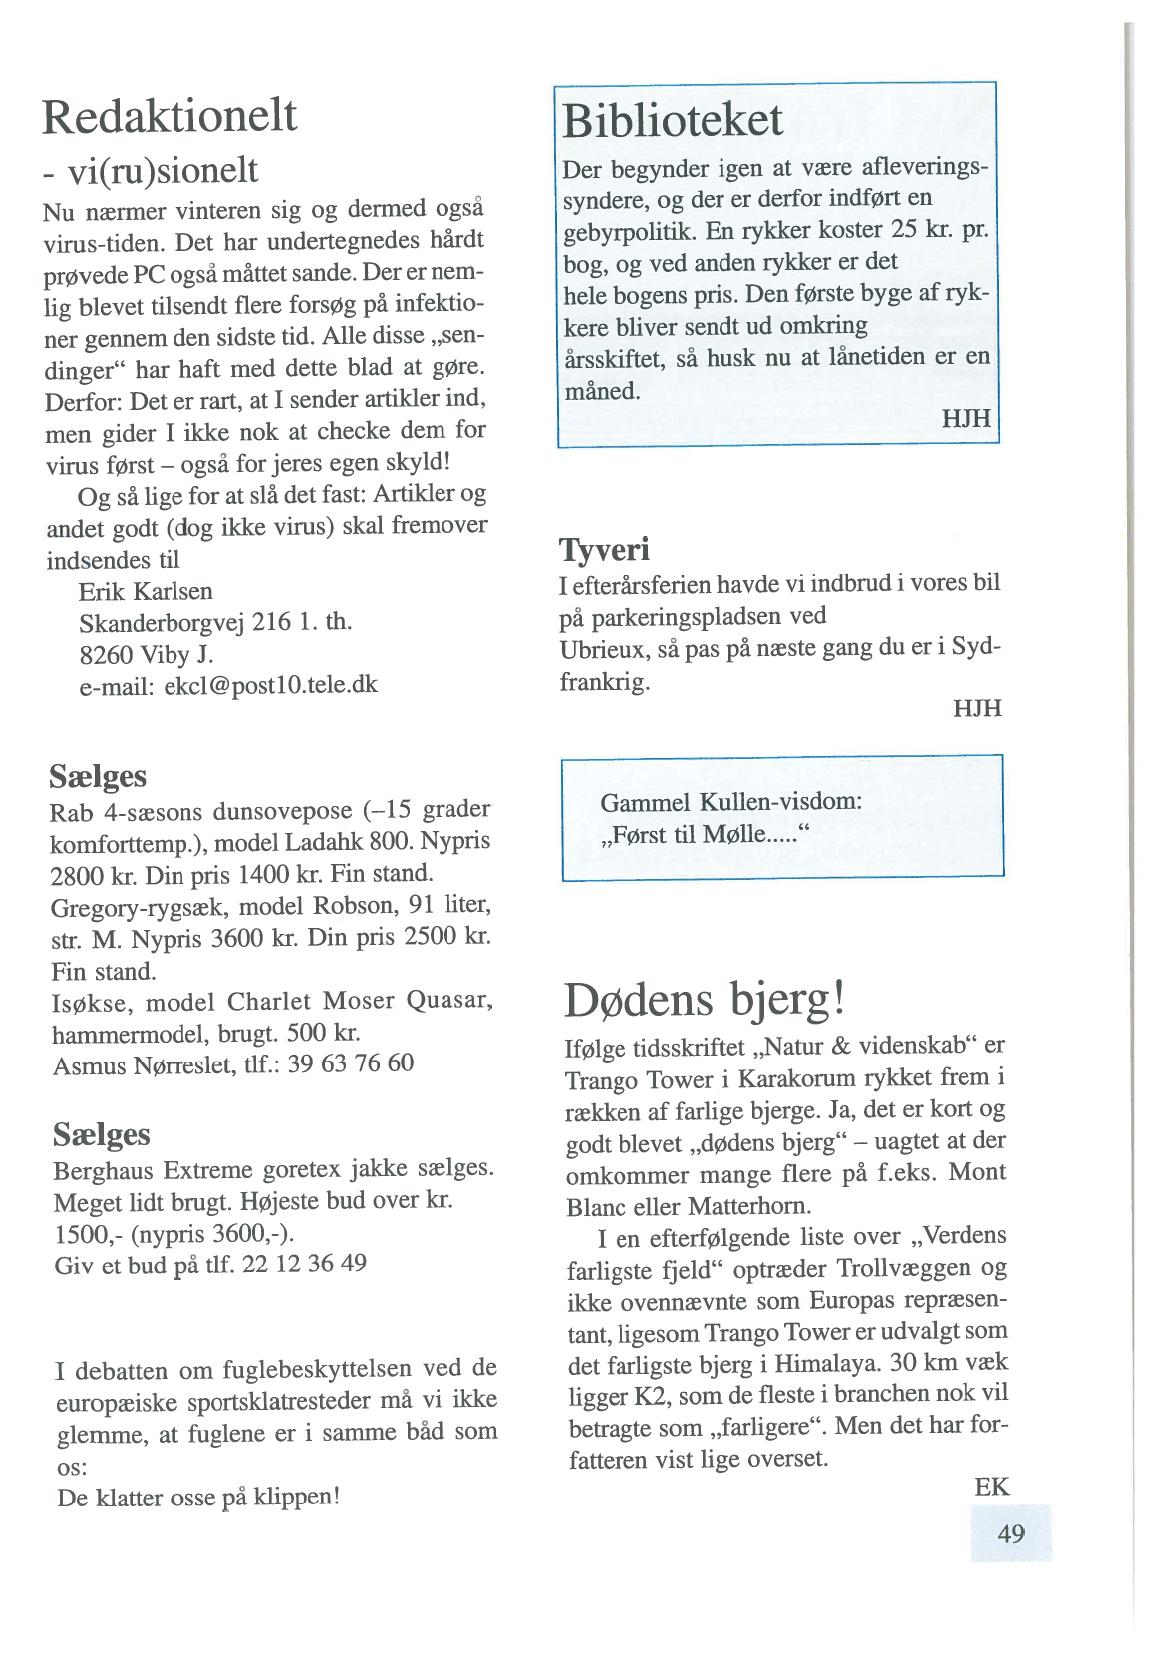 Redaktionelt
- vi(ru)sionelt
Nu nærmer vinteren sig og dermed også
virus-tiden. Det har undertegnedes hårdt
prøvede PC også måttet sande. Der er nem-
lig blevet tilsendt flere forsøg på infektio-
ner gennem den sidste tid. Alle disse „sen-
dinger“ har haft med dette blad at gøre.
Derfor: Det er rart, at I sender artikler ind,
men gider I ikke nok at checke dem for
virus først – også for jeres egen skyld!
Og så lige for at slå det fast: Artikler og
andet godt (dog ikke virus) skal fremover
indsendes til
Erik Karlsen
Skanderborgvej 216 1. th.
8260 Viby J.
e-mail: ekcl@post10.tele.dk
Sælges
Rab 4-sæsons dunsovepose (–15 grader
komforttemp.), model Ladahk 800. Nypris
2800 kr. Din pris 1400 kr. Fin stand.
Gregory-rygsæk, model Robson, 91 liter,
str. M. Nypris 3600 kr. Din pris 2500 kr.
Fin stand.
Isøkse, model Charlet Moser Quasar,
hammermodel, brugt. 500 kr.
Asmus Nørreslet, tlf.: 39 63 76 60
Sælges
Berghaus Extreme goretex jakke sælges.
Meget lidt brugt. Højeste bud over kr.
1500,- (nypris 3600,-).
Giv et bud på tlf. 22 12 36 49
I debatten om fuglebeskyttelsen ved de
europæiske sportsklatresteder må vi ikke
glemme, at fuglene er i samme båd som
os:
De klatter osse på klippen!
Biblioteket
Der begynder igen at være afleverings-
syndere, og der er derfor indført en
gebyrpolitik. En rykker koster 25 kr. pr.
bog, og ved anden rykker er det
hele bogens pris. Den første byge af ryk-
kere bliver sendt ud omkring
årsskiftet, så husk nu at lånetiden er en
måned.
HJH
Tyveri
I efterårsferien havde vi indbrud i vores bil
på parkeringspladsen ved
Ubrieux, så pas på næste gang du er i Syd-
frankrig.
HJH
Gammel Kullen-visdom:
„Først til Mølle.....“
Dødens bjerg!
Ifølge tidsskriftet „Natur & videnskab“ er
Trango Tower i Karakorum rykket frem i
rækken af farlige bjerge. Ja, det er kort og
godt blevet „dødens bjerg“ – uagtet at der
omkommer mange flere på f.eks. Mont
Blanc eller Matterhorn.
I en efterfølgende liste over „Verdens
farligste fjeld“ optræder Trollvæggen og
ikke ovennævnte som Europas repræsen-
tant, ligesom Trango Tower er udvalgt som
det farligste bjerg i Himalaya. 30 km væk
ligger K2, som de fleste i branchen nok vil
betragte som „farligere“. Men det har for-
fatteren vist lige overset.
EK
49